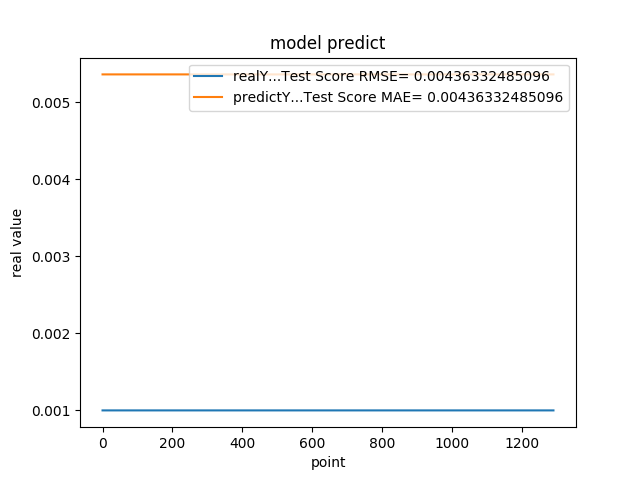 model predict
realY...Test Score RMSE= 0.00436332485096
predictY...Test Score MAE= 0.00436332485096
0.005
0.004
0.003
0.002
0.001
real value
0 200 400 600 800 1000 1200
point